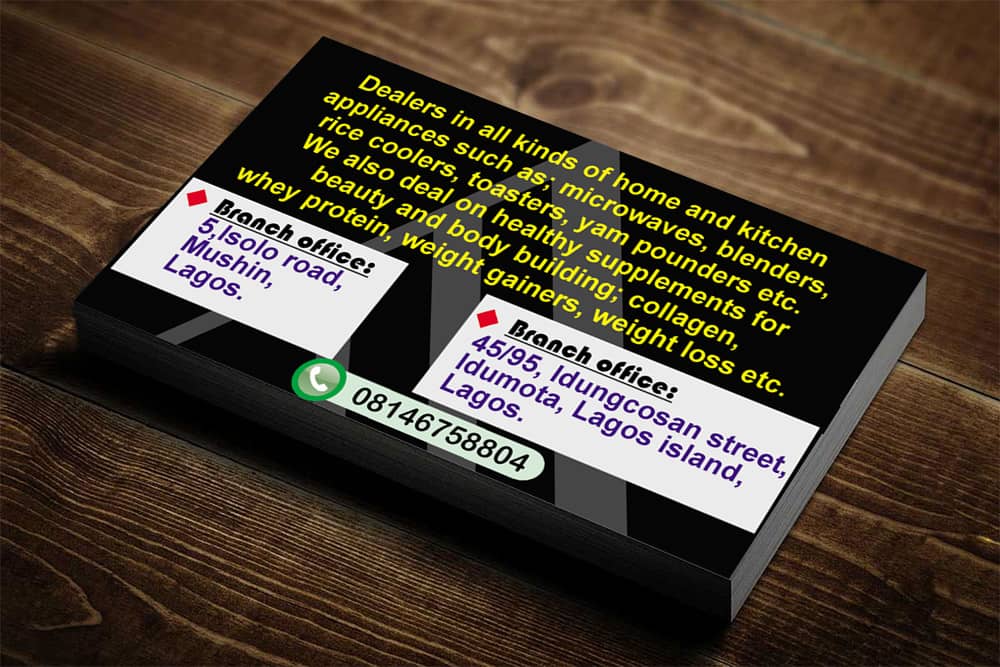 Dealers in all kinds of home and kitchen
appliances such as; microwaves, blenders,
rice coolers, toasters, yam pounders etc.
We also deal on healthy supplements for
beauty and body building; collagen,
whey protein, weight gainers, weight loss etc.
Branch office:
5,Isolo road,
Mushin,
Lagos.
Branch office:
45/95, Idungcosan street,
Idumota, Lagos island,
Lagos.
08146758804